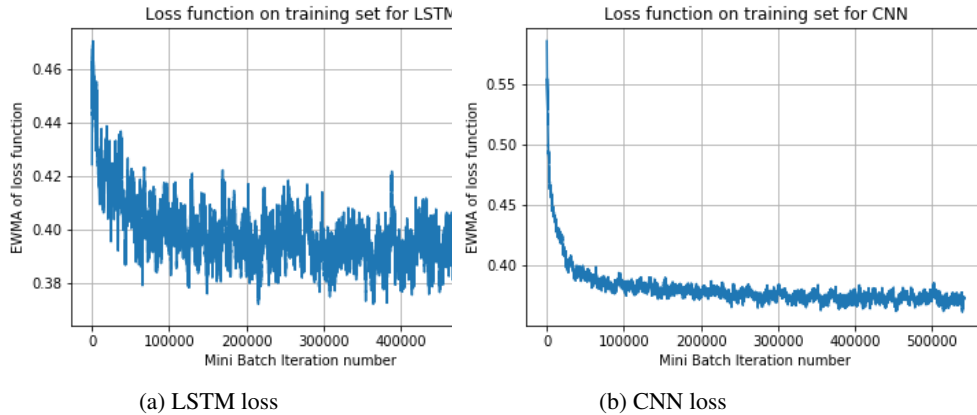 Loss function on training set for LSTM
EWMA of loss function
0.46
0.44
0.42
0.40
0.38
0 100000 200000 300000 400000
Mini Batch Iteration number
(a) LSTM loss
Loss function on training set for CNN
EWMA of loss function
0.55
0.50
0.45
0.40
0 100000 200000 300000 400000 500000
Mini Batch Iteration number
(b) CNN loss